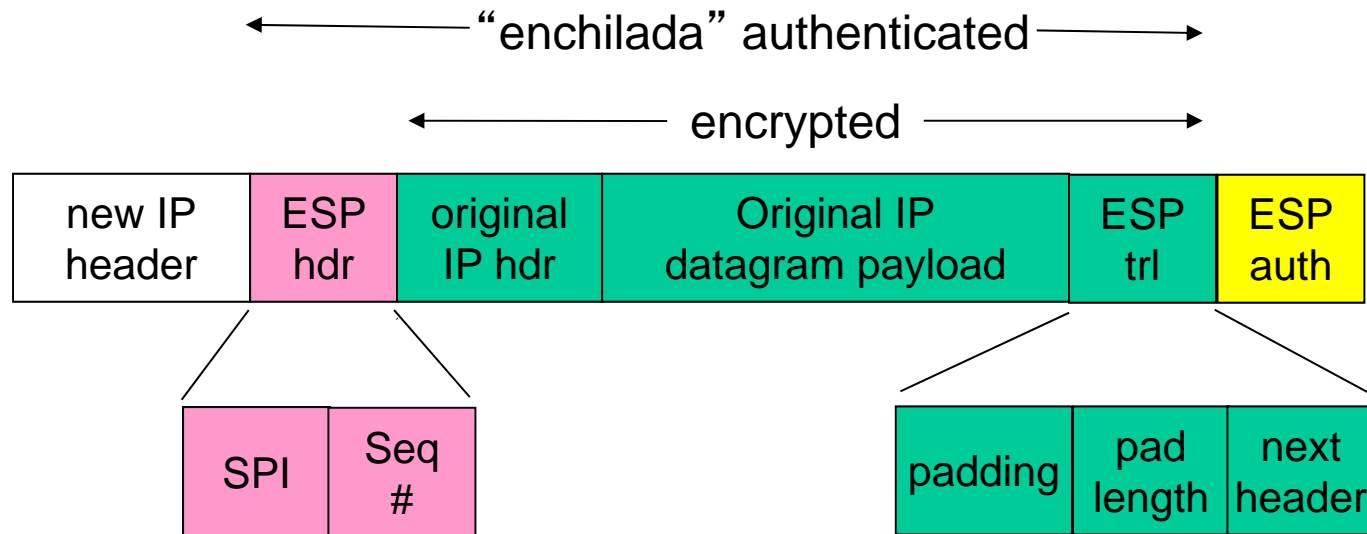 “enchilada” authenticated
encrypted
new IP
header
ESP
hdr
original
IP hdr
Original IP
datagram payload
ESP
trl
ESP
auth
SPI
Seq
#
padding
pad
length
next
header